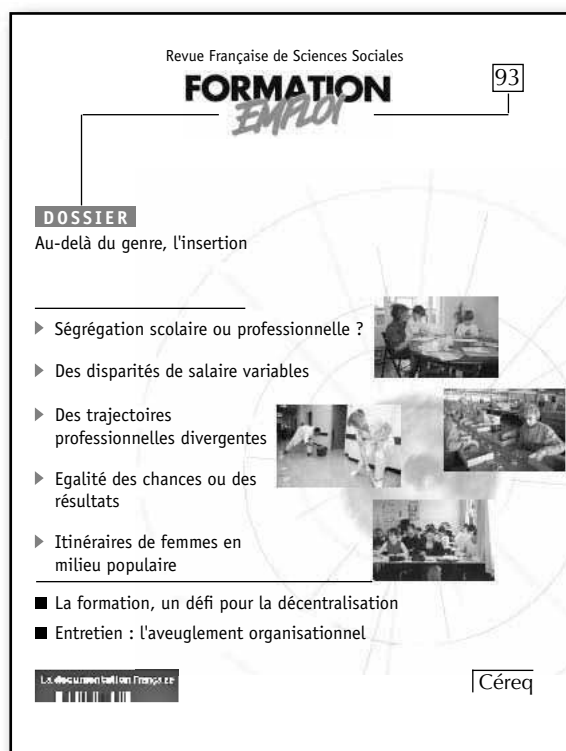 Revue Française de Sciences Sociales
FORMATION
EMPLOI
93
DOSSIER
Au-delà du genre, l'insertion
Ségrégation scolaire ou professionnelle ?
Des disparités de salaire variables
Des trajectoires
professionnelles divergentes
Egalité des chances ou des
résultats
Itinéraires de femmes en
milieu populaire
La formation, un défi pour la décentralisation
Entretien : l'aveuglement organisationnel
La documentation Française
Céreq